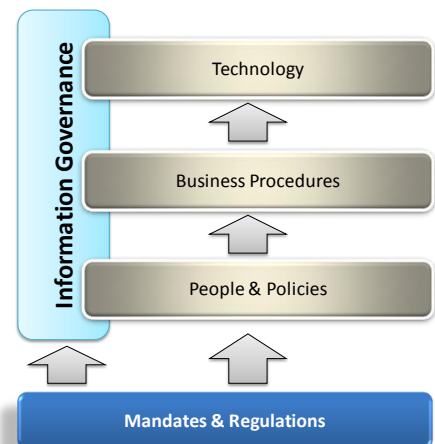 Information Governance
Technology
Business Procedures
People & Policies
Mandates & Regulations